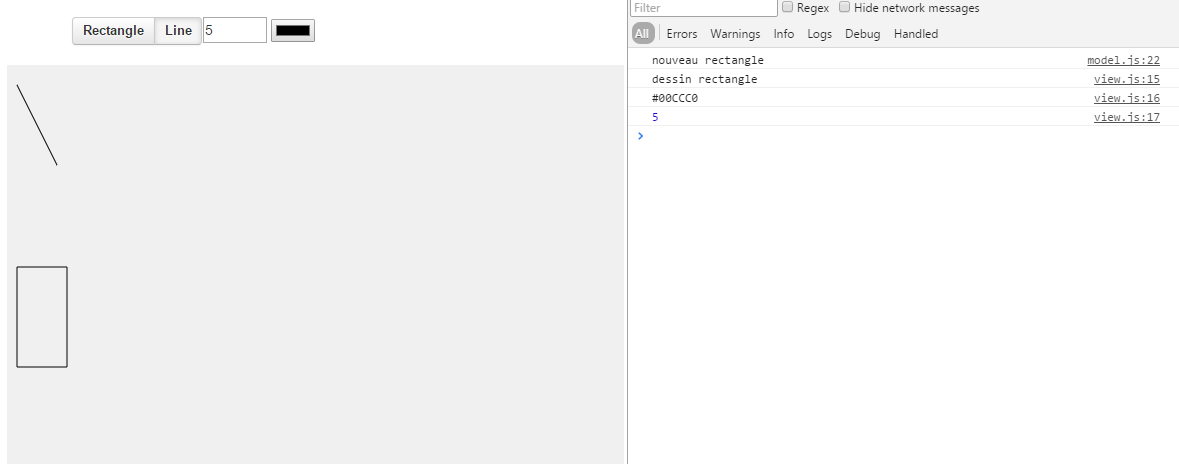 Rectangle Line 5
Filter Regex Hide network messages
All Errors Warnings Info Logs Debug Handled
nouveau rectangle model.js:22
dessin rectangle view.js:15
#00CCC0 view.js:16
5 view.js:17